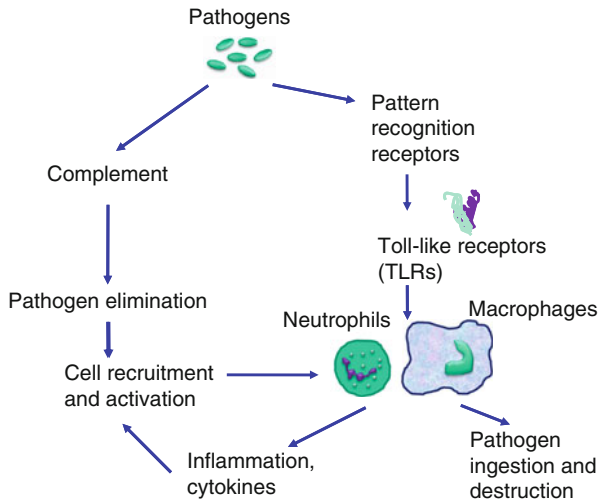 Pathogens
Pattern
recognition
receptors
Complement
Toll-like receptors
(TLRs)
Pathogen elimination
Neutrophils
Macrophages
Cell recruitment
and activation
Inflammation,
cytokines
Pathogen
ingestion and
destruction